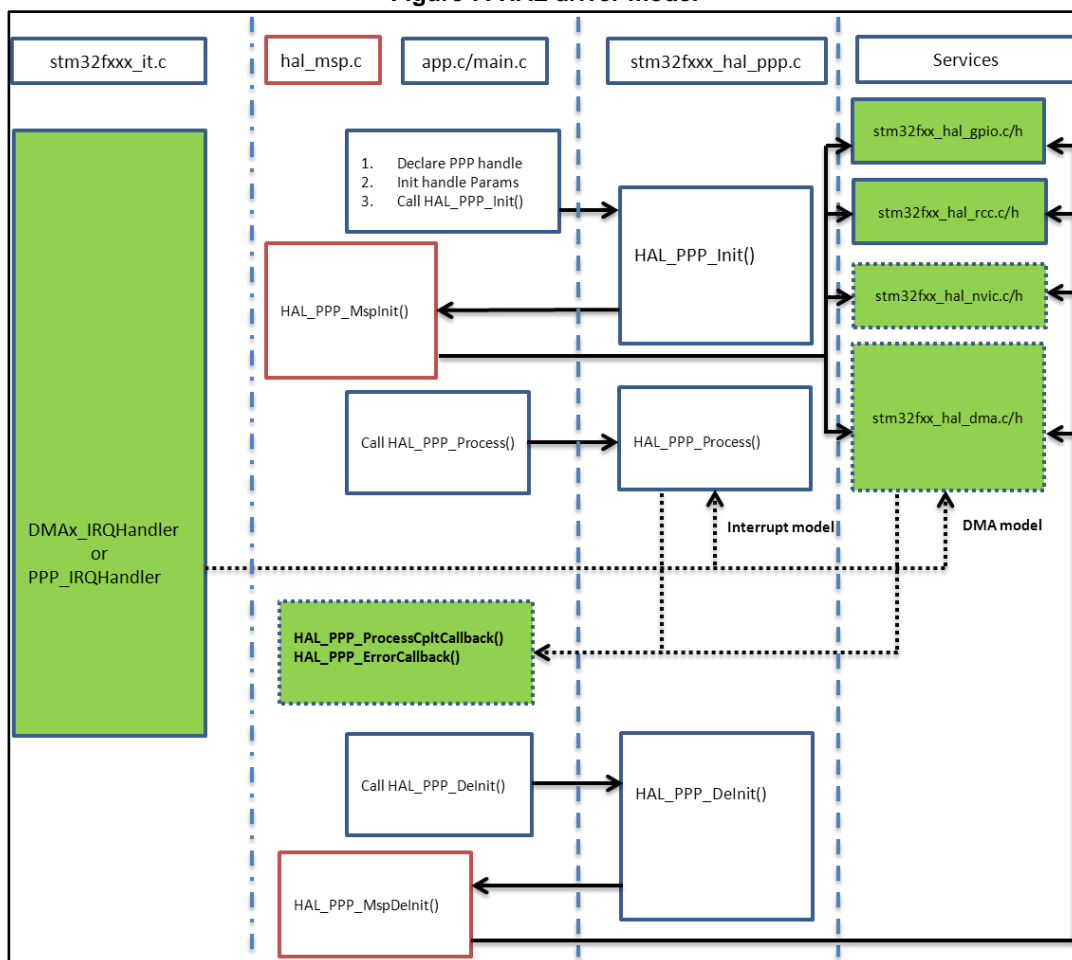 stm32fxxx_it.c
hal_msp.c
app.c/main.c
stm32fxxx_hal_ppp.c
Services
stm32fxx_hal_gpio.c/h
1. Declare PPP handle
2. Init handle Params
3. Call HAL_PPP_Init()
stm32fxx_hal_rcc.c/h
HAL_PPP_Init()
stm32fxx_hal_nvic.c/h
HAL_PPP_MspInit()
stm32fxx_hal_dma.c/h
Call HAL_PPP_Process()
HAL_PPP_Process()
Interrupt model
DMA model
DMAx_IRQHandler
or
PPP_IRQHandler
HAL_PPP_ProcessCpltCallback()
HAL_PPP_ErrorCallback()
Call HAL_PPP_DeInit()
HAL_PPP_DeInit()
HAL_PPP_MspDeInit()